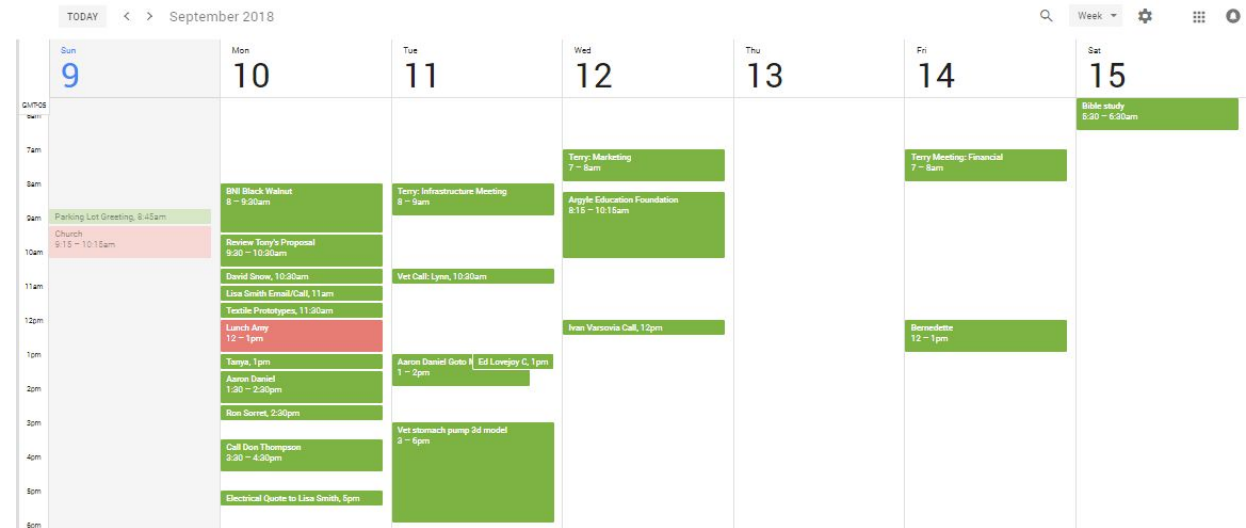 TODAY < > September 2018 Week
Sun Mon Tue Wed Thu Fri Sat
9 10 11 12 13 14 15
GMT-05
6am
7am
8am
9am
10am
11am
12pm
1pm
2pm
3pm
4pm
5pm
6pm
Parking Lot Greeting, 8:45am
Church
9:15 – 10:15am
BNI Black Walnut
8 – 9:30am
Review Tony's Proposal
9:30 – 10:30am
David Snow, 10:30am
Lisa Smith Email/Call, 11am
Textile Prototypes, 11:30am
Lunch Amy
12 – 1pm
Tanya, 1pm
Aaron Daniel
1:30 – 2:30pm
Ron Sorret, 2:30pm
Call Don Thompson
3:30 – 4:30pm
Electrical Quote to Lisa Smith, 5pm
Terry: Infrastructure Meeting
8 – 9am
Vet Call: Lynn, 10:30am
Aaron Daniel Goto
1 – 2pm
Ed Lovejoy C, 1pm
Vet stomach pump 3d model
3 – 6pm
Terry: Marketing
7 – 8am
Argyle Education Foundation
8:15 – 10:15am
Ivan Varsovia Call, 12pm
Terry Meeting: Financial
7 – 8am
Bernedette
12 – 1pm
Bible study
5:30 – 6:30am